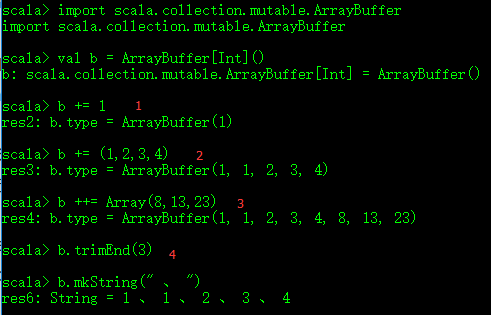 scala> import scala.collection.mutable.ArrayBuffer
import scala.collection.mutable.ArrayBuffer
scala> val b = ArrayBuffer[Int]()
b: scala.collection.mutable.ArrayBuffer[Int] = ArrayBuffer()
scala> b += 1 1
res2: b.type = ArrayBuffer(1)
scala> b += (1,2,3,4) 2
res3: b.type = ArrayBuffer(1, 1, 2, 3, 4)
scala> b ++= Array(8,13,23) 3
res4: b.type = ArrayBuffer(1, 1, 2, 3, 4, 8, 13, 23)
scala> b.trimEnd(3) 4
scala> b.mkString(" 、 ")
res6: String = 1 、 1 、 2 、 3 、 4